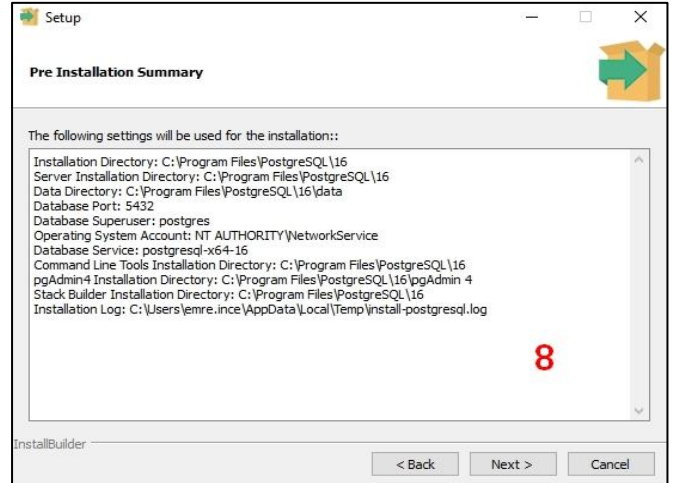 Setup
Pre Installation Summary
The following settings will be used for the installation::
Installation Directory: C:\Program Files\PostgreSQL\16
Server Installation Directory: C:\Program Files\PostgreSQL\16
Data Directory: C:\Program Files\PostgreSQL\16\data
Database Port: 5432
Database Superuser: postgres
Operating System Account: NT AUTHORITY\NetworkService
Database Service: postgresql-x64-16
Command Line Tools Installation Directory: C:\Program Files\PostgreSQL\16
pgAdmin4 Installation Directory: C:\Program Files\PostgreSQL\16\pgAdmin 4
Stack Builder Installation Directory: C:\Program Files\PostgreSQL\16
Installation Log: C:\Users\emre.ince\AppData\Local\Temp\install-postgresql.log
8
InstallBuilder
< Back Next > Cancel